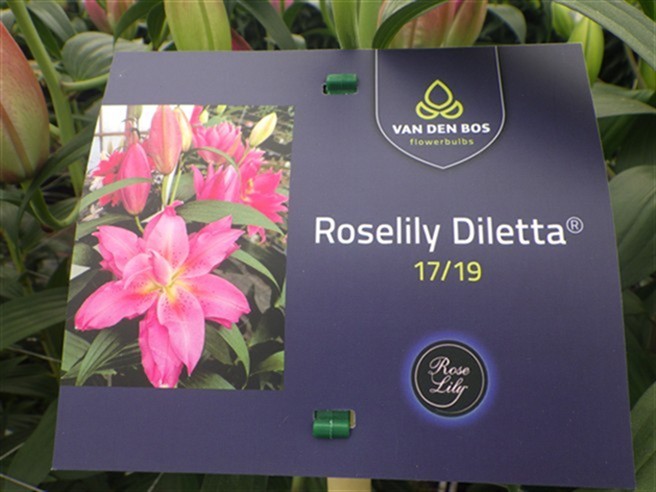 VAN DEN BOS
flowerbulbs
Roselily Diletta®
17/19
Rose
Lily